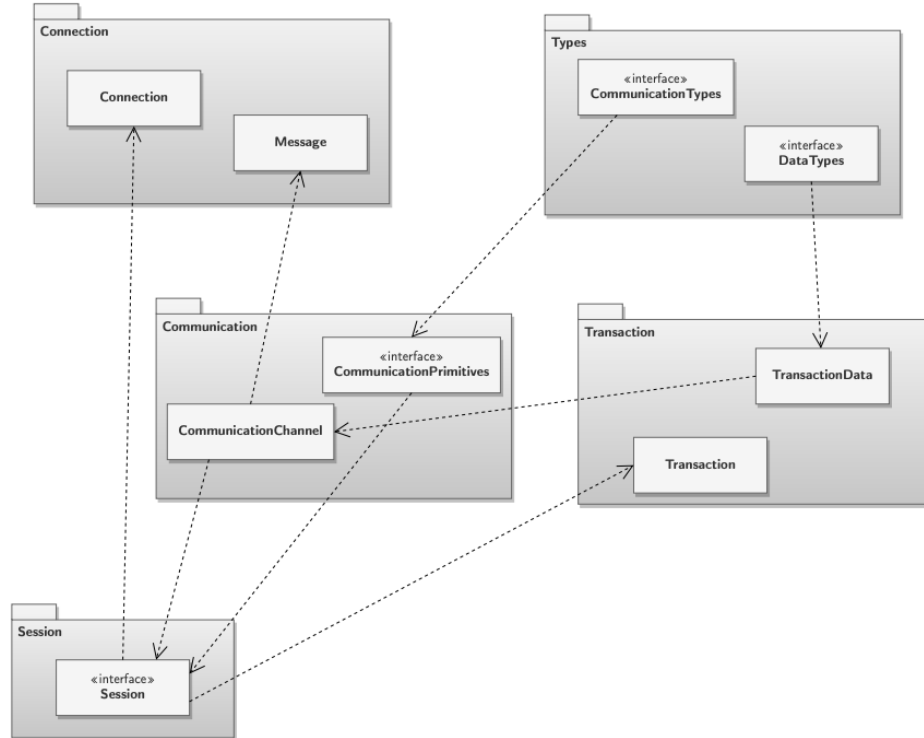 Connection
Connection
Message
Types
«interface»
CommunicationTypes
«interface»
DataTypes
Communication
«interface»
CommunicationPrimitives
CommunicationChannel
Transaction
TransactionData
Transaction
Session
«interface»
Session